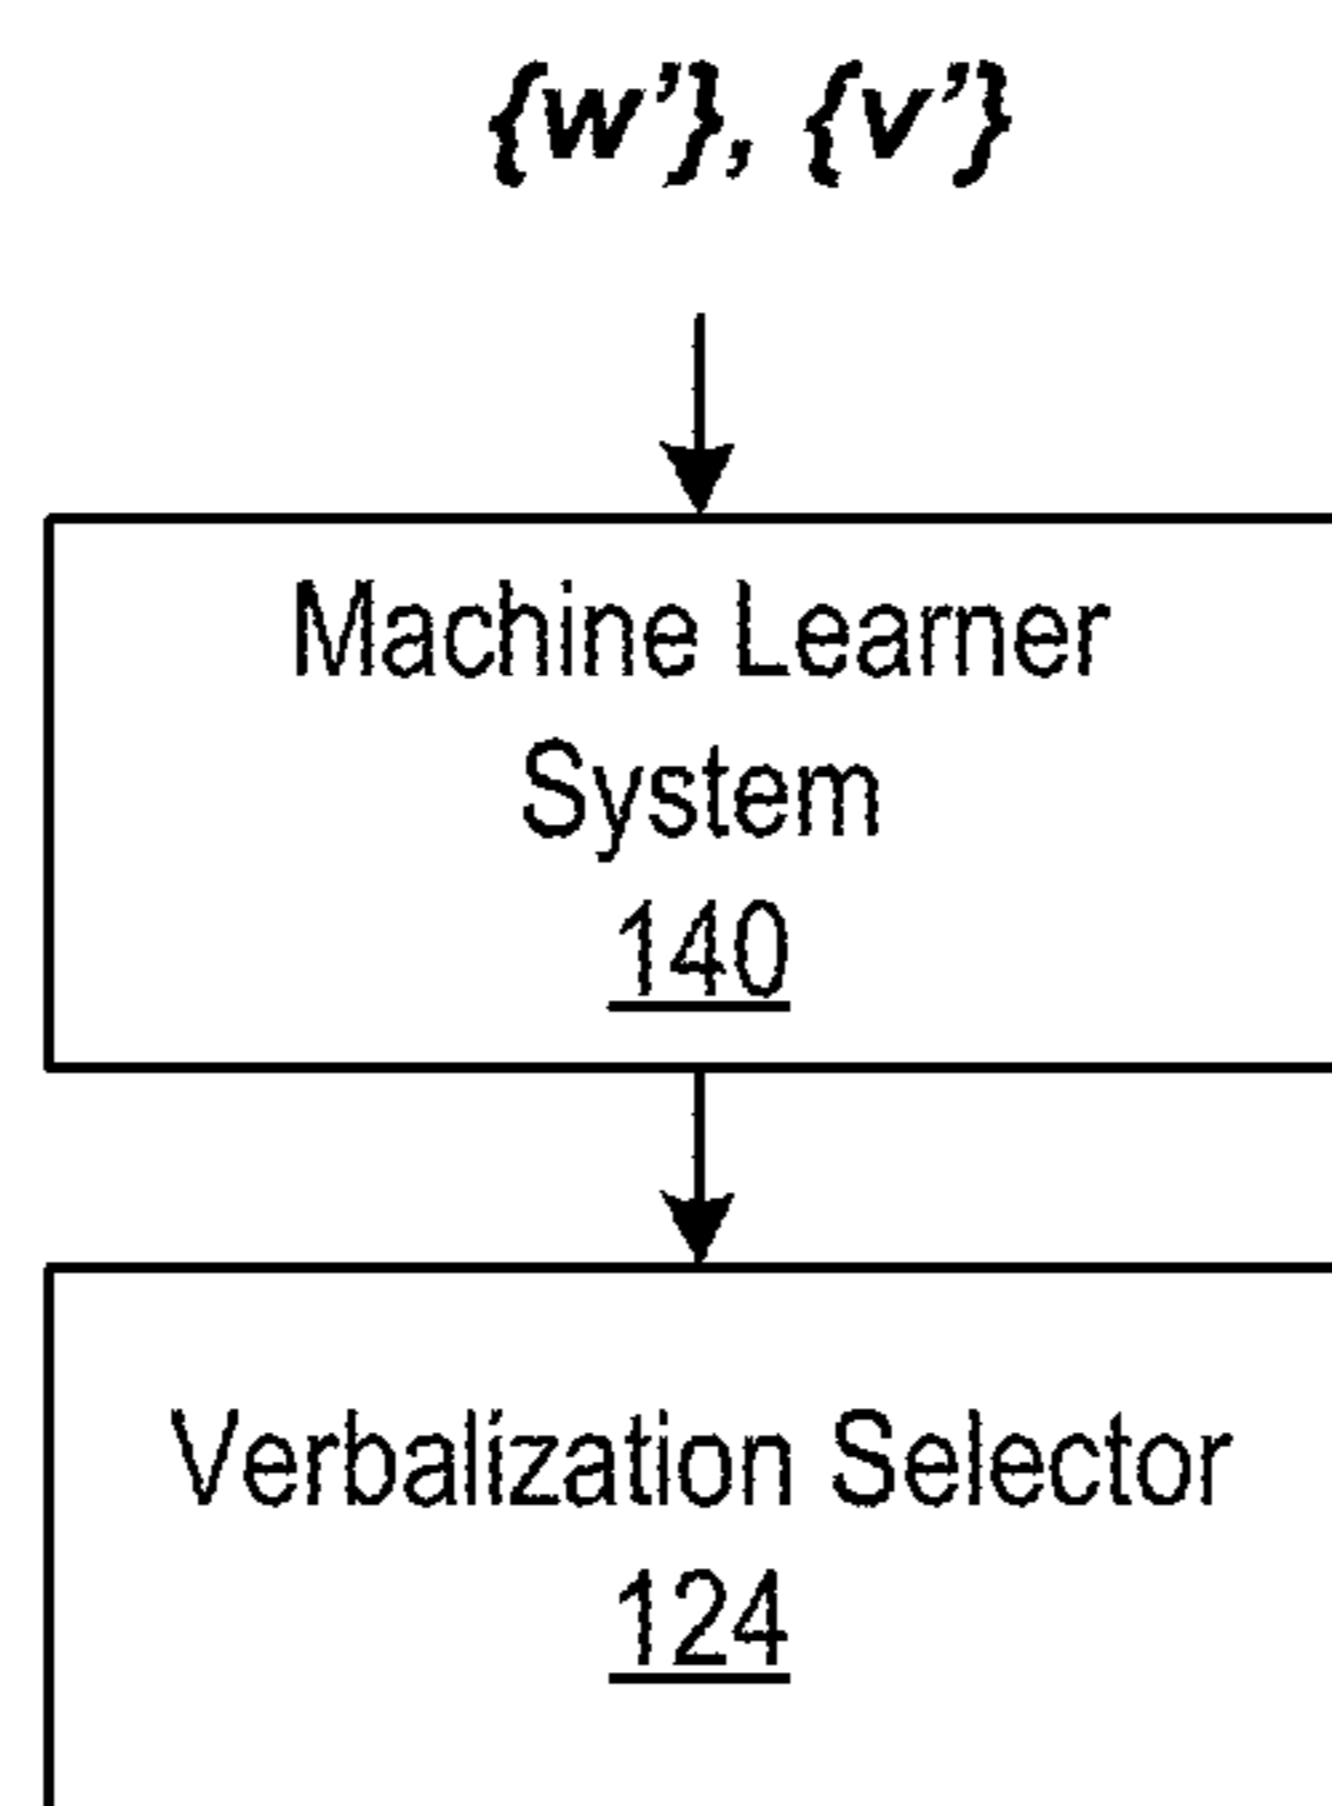 {w’}, {v’}
Machine Learner
System
140
Verbalization Selector
124